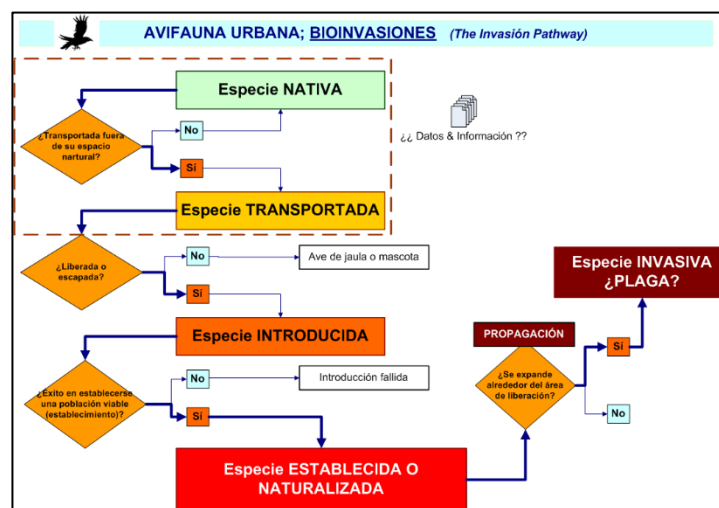 AVIFAUNA URBANA; BIOINVASIONES (The Invasión Pathway)
Especie NATIVA
¿Transportada fuera
de su espacio
nartural?
No
Sí
¿¿ Datos & Información ??
Especie TRANSPORTADA
¿Liberada o
escapada?
No
Ave de jaula o mascota
Sí
Especie INTRODUCIDA
Especie INVASIVA
¿PLAGA?
PROPAGACIÓN
¿Se expande
alrededor del área
de liberación?
Sí
No
¿Éxito en establecerse
una población viable
(establecimiento)?
No
Introducción fallida
Sí
Especie ESTABLECIDA O
NATURALIZADA